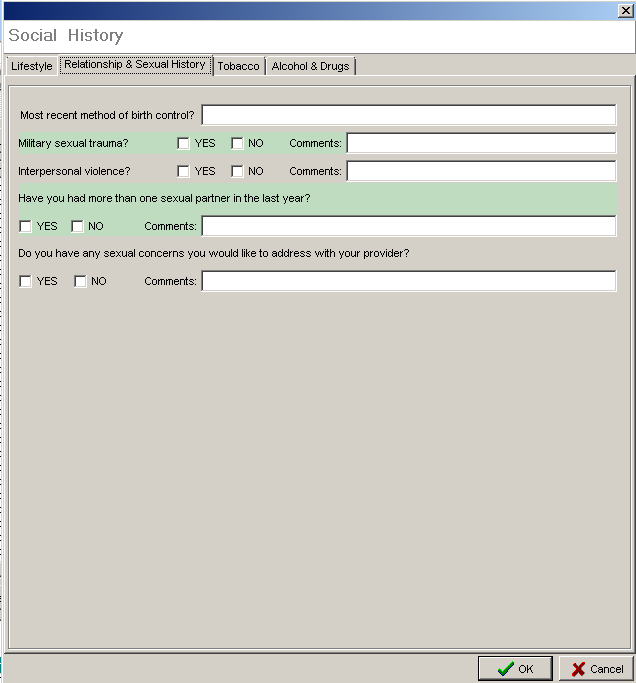 Social History
Lifestyle Relationship & Sexual History Tobacco Alcohol & Drugs
Most recent method of birth control?
Military sexual trauma? YES NO Comments:
Interpersonal violence? YES NO Comments:
Have you had more than one sexual partner in the last year?
YES NO Comments:
Do you have any sexual concerns you would like to address with your provider?
YES NO Comments:
OK Cancel